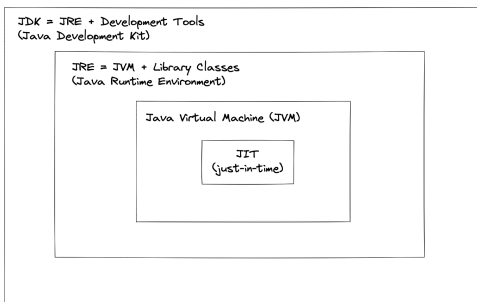 JDK = JRE + Development Tools
(Java Development Kit)
JRE = JVM + Library Classes
(Java Runtime Environment)
Java Virtual Machine (JVM)
JIT
(just-in-time)